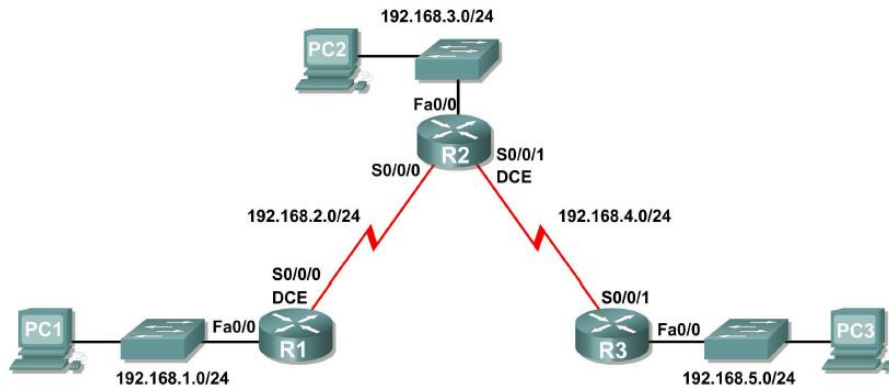 192.168.3.0/24
PC2
Fa0/0
R2
S0/0/0
S0/0/1
DCE
192.168.2.0/24
192.168.4.0/24
S0/0/0
DCE
S0/0/1
PC1
Fa0/0
R1
R3
Fa0/0
PC3
192.168.1.0/24
192.168.5.0/24